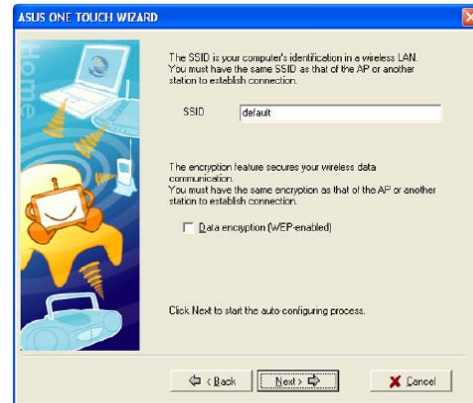 ASUS ONE TOUCH WIZARD
Home
The SSID is your computer's identification in a wireless LAN.
You must have the same SSID as that of the AP or another
station to establish connection.
SSID
default
The encryption feature secures your wireless data
communication.
You must have the same encryption as that of the AP or another
station to establish connection.
Data encryption (WEP-enabled)
Click Next to start the auto-configuring process.
< Back
Next >
Cancel